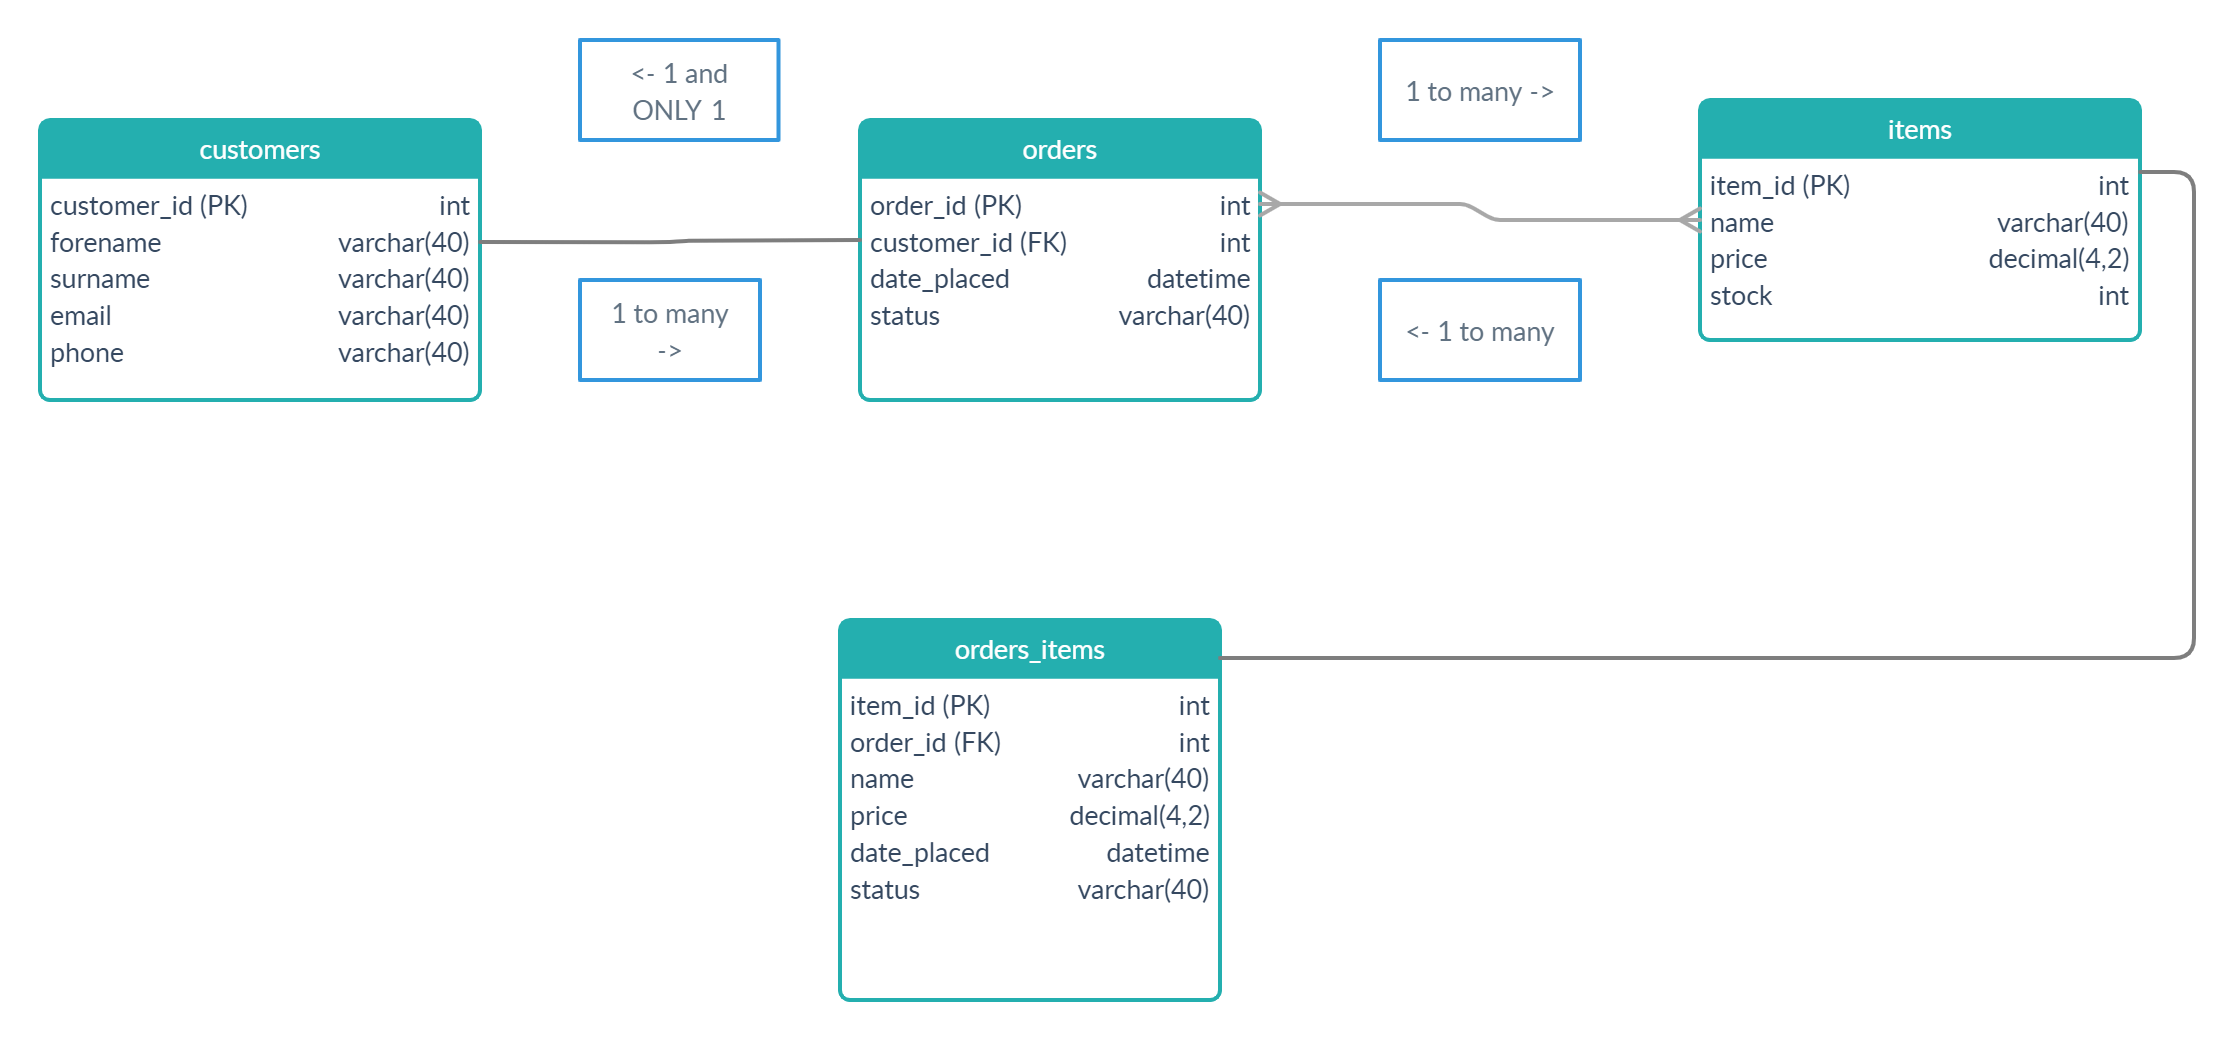 <- 1 and
ONLY 1
1 to many ->
customers
customer_id (PK) int
forename varchar(40)
surname varchar(40)
email varchar(40)
phone varchar(40)
orders
order_id (PK) int
customer_id (FK) int
date_placed datetime
status varchar(40)
items
item_id (PK) int
name varchar(40)
price decimal(4,2)
stock int
1 to many
->
<- 1 to many
orders_items
item_id (PK) int
order_id (FK) int
name varchar(40)
price decimal(4,2)
date_placed datetime
status varchar(40)